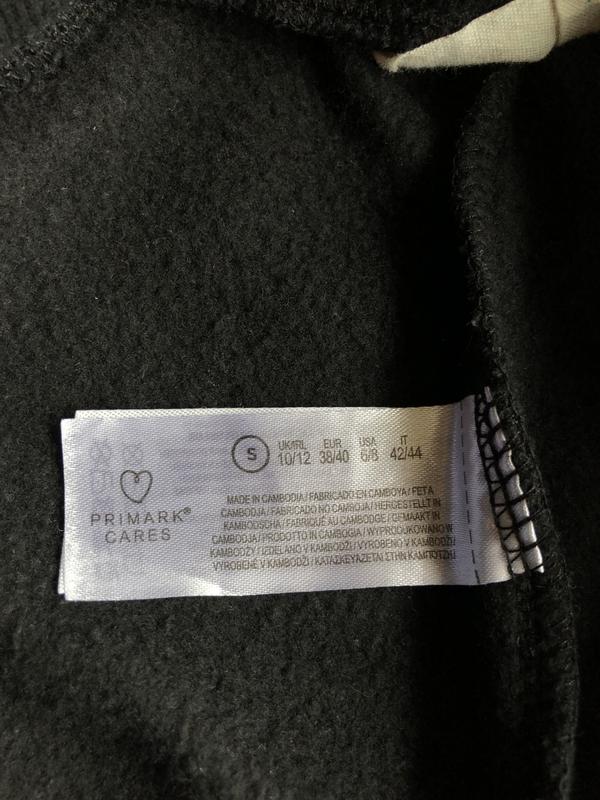 S
UK/IRL EUR USA IT
10/12 38/40 6/8 42/44
PRIMARK®
CARES
MADE IN CAMBODIA / FABRICADO EN CAMBOYA / FETA
CAMBODJA / FABRICADO NO CAMBOJA / HERGESTELLT IN
KAMBODSCHA / FABRIQUÉ AU CAMBODGE / GEMAAKT IN
CAMBODJA / PRODOTTO IN CAMBOGIA / WYPRODUKOWANO W
KAMBODŻY / IZDELANO V KAMBODŽI / VYROBENO V KAMBODŽI /
VYROBENÉ V KAMBODŽI / ΚΑΤΑΣΚΕΥΑΖΕΤΑΙ ΣΤΗΝ ΚΑΜΠΟΤΖΗ